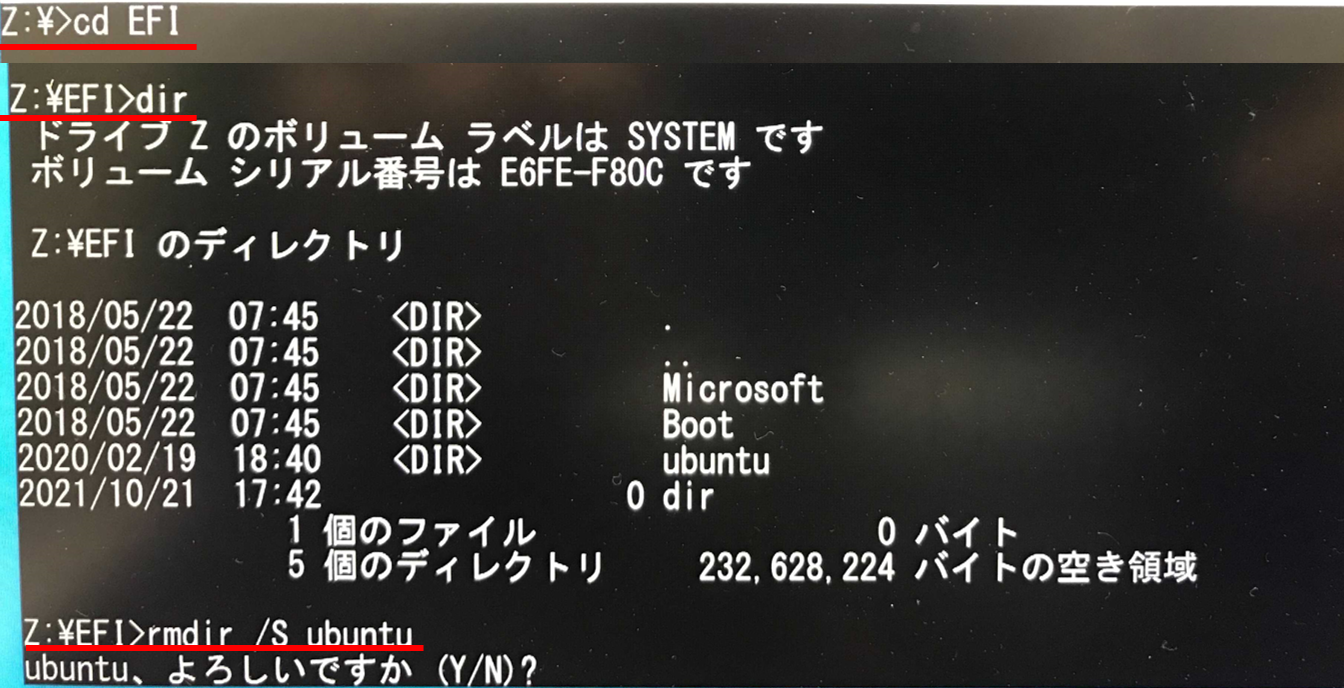 Z:¥>cd EFI
Z:¥EFI>dir
ドライブ Z のボリューム ラベルは SYSTEM です
ボリューム シリアル番号は E6FE-F80C です
Z:¥EFI のディレクトリ
2018/05/22 07:45 <DIR> .
2018/05/22 07:45 <DIR> ..
2018/05/22 07:45 <DIR> Microsoft
2018/05/22 07:45 <DIR> Boot
2020/02/19 18:40 <DIR> ubuntu
2021/10/21 17:42 0 dir
1 個のファイル 0 バイト
5 個のディレクトリ 232,628,224 バイトの空き領域
Z:¥EFI>rmdir /S ubuntu
ubuntu、よろしいですか (Y/N)?